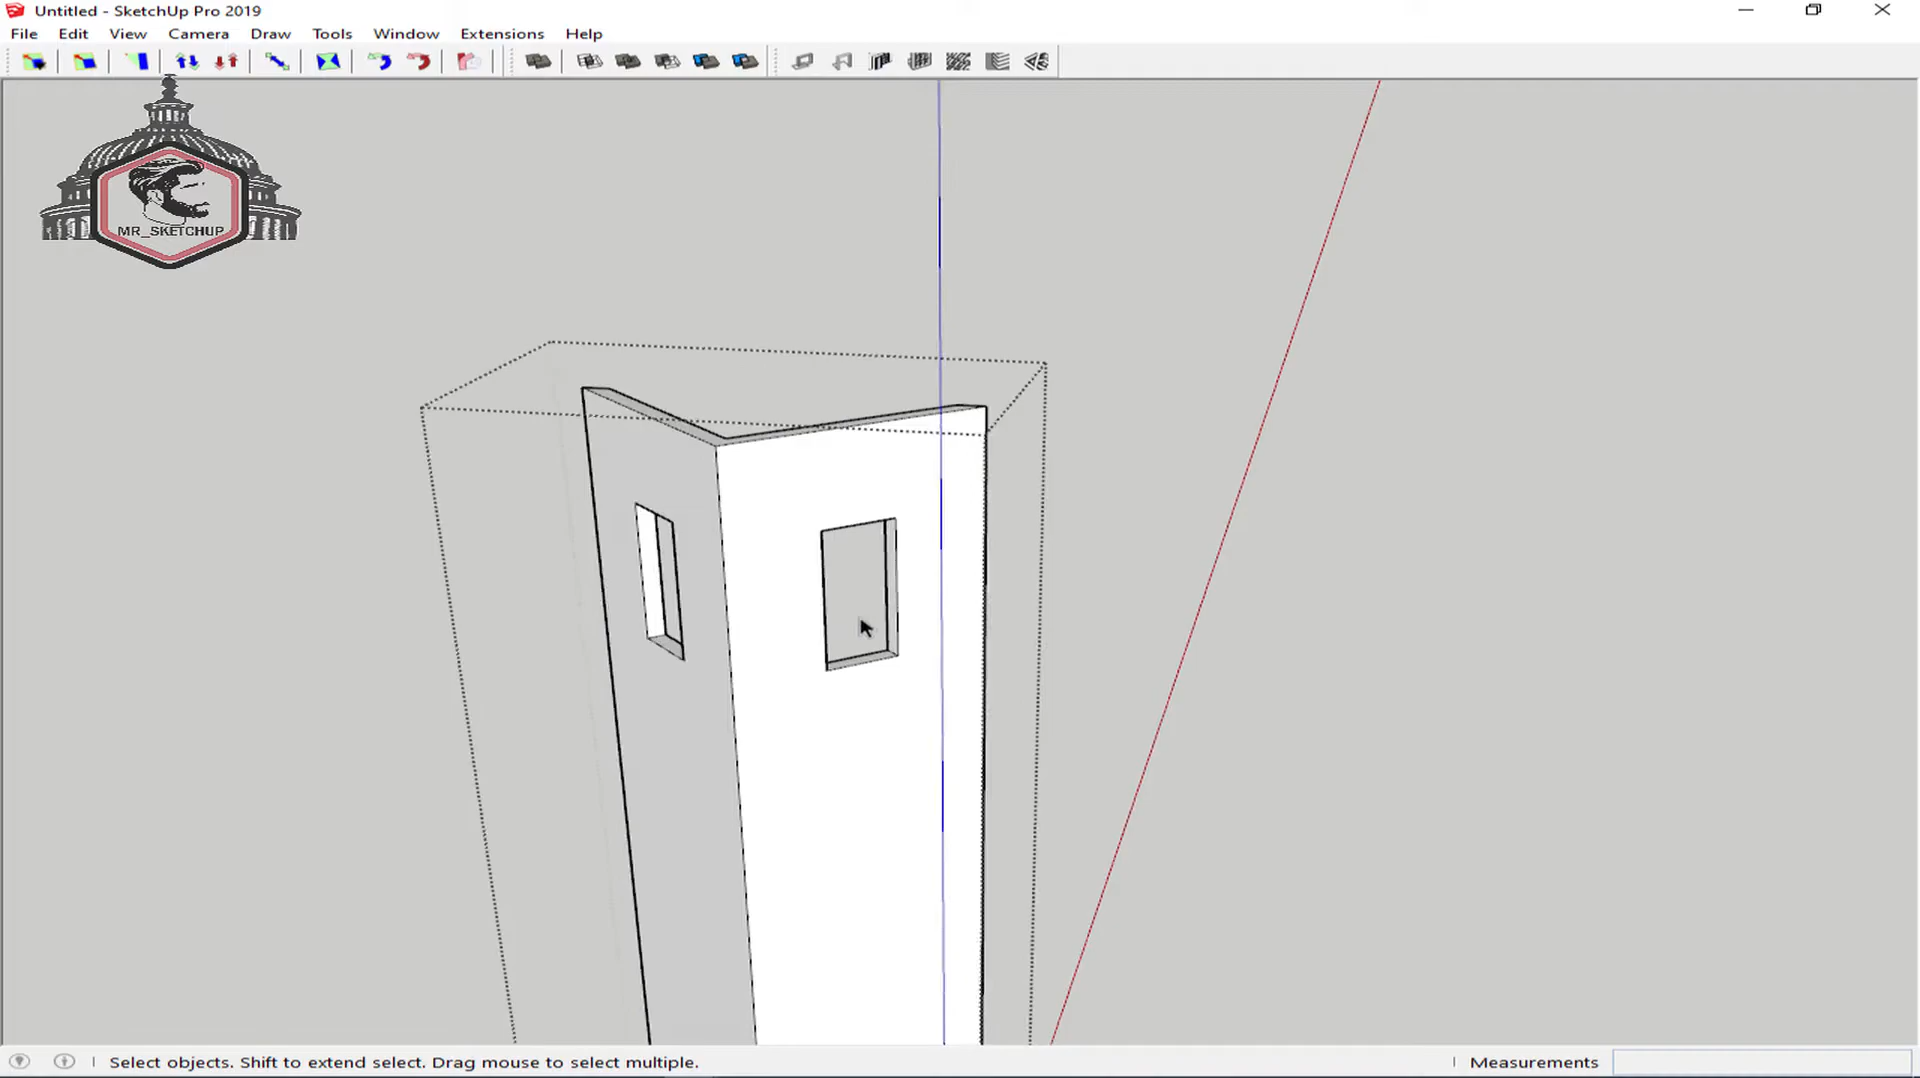 Untitled - SketchUp Pro 2019
File Edit View Camera Draw Tools Window Extensions Help
MR_SKETCHUP
Select objects. Shift to extend select. Drag mouse to select multiple.
Measurements